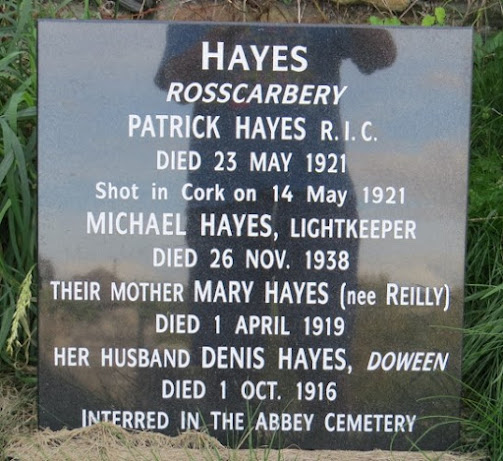 HAYES
ROSSCARBERY
PATRICK HAYES R.I.C.
DIED 23 MAY 1921
Shot in Cork on 14 May 1921
MICHAEL HAYES, LIGHTKEEPER
DIED 26 NOV. 1938
THEIR MOTHER MARY HAYES (nee REILLY)
DIED 1 APRIL 1919
HER HUSBAND DENIS HAYES, DOWEEN
DIED 1 OCT. 1916
INTERRED IN THE ABBEY CEMETERY